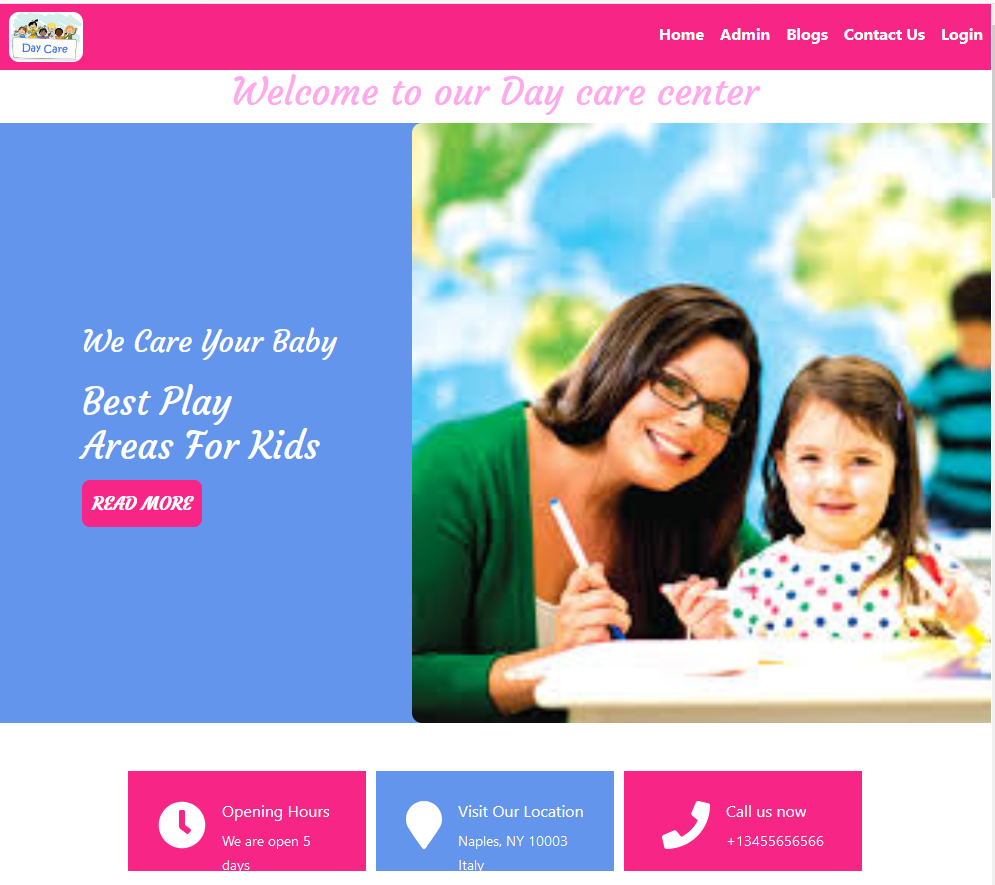 Day Care
Home Admin Blogs Contact Us Login
Welcome to our Day care center
We Care Your Baby
Best Play
Areas For Kids
READ MORE
Opening Hours
We are open 5
days
Visit Our Location
Naples, NY 10003
Italy
Call us now
+13455656566